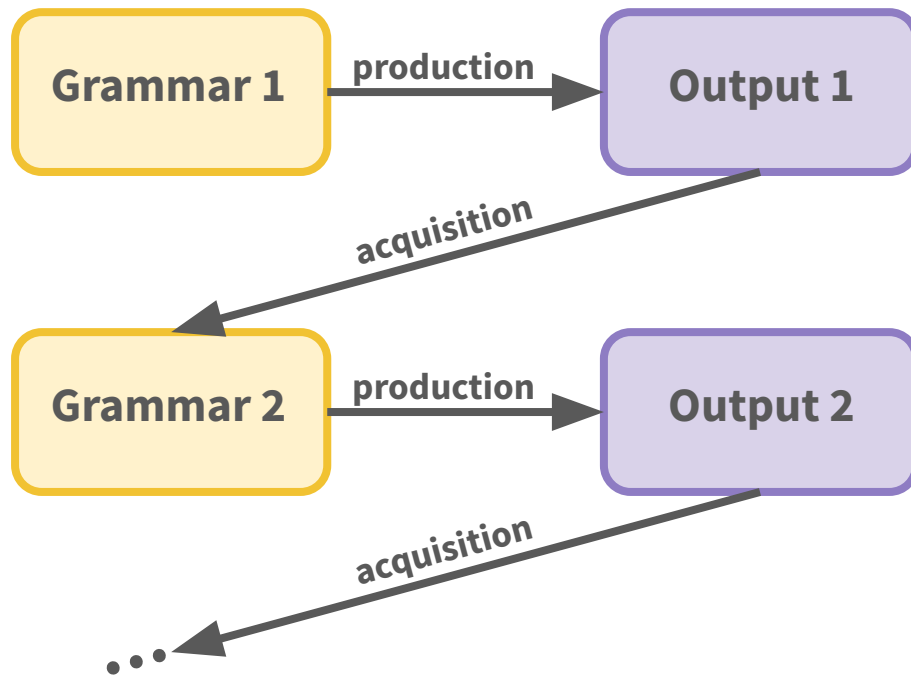 Grammar 1
production
Output 1
acquisition
Grammar 2
production
Output 2
acquisition
...